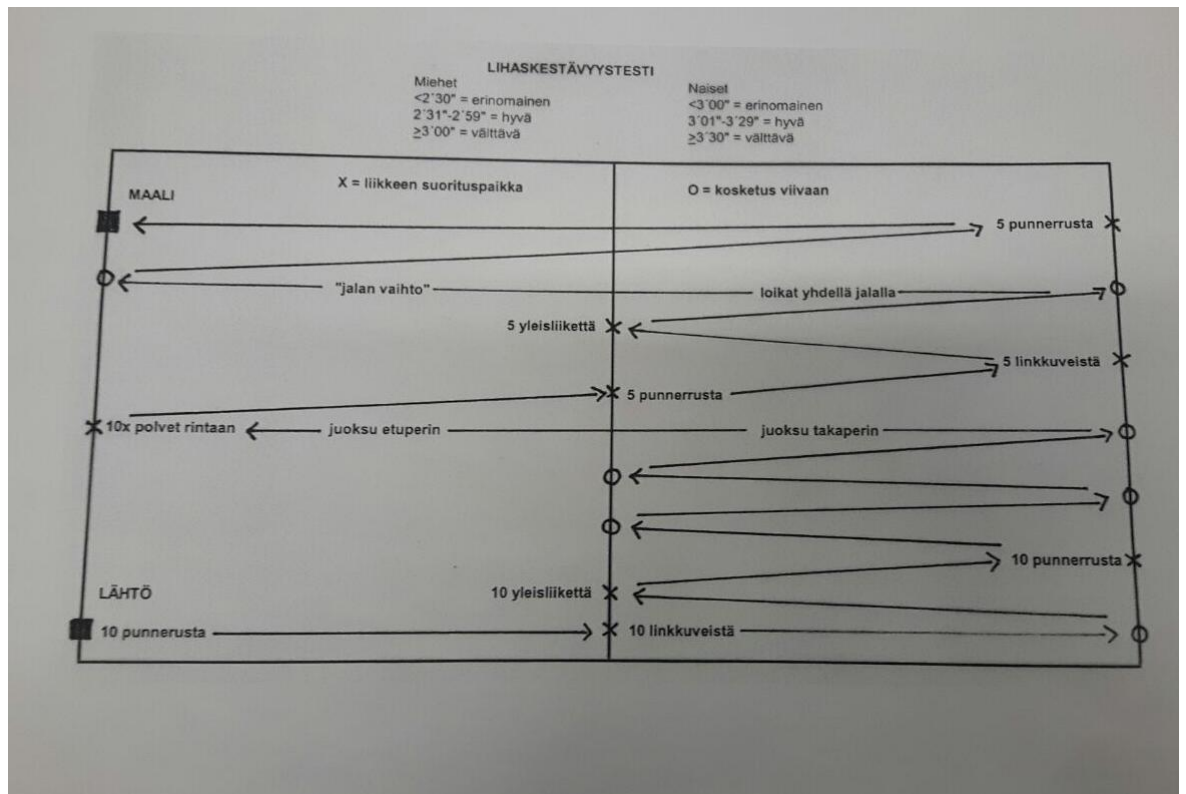 LIHASKESTÄVYYSTESTI
Miehet
<2´30" = erinomainen
2´31"-2´59" = hyvä
≥3´00" = välttävä
Naiset
<3´00" = erinomainen
3´01"-3´29" = hyvä
≥3´30" = välttävä
X = liikkeen suorituspaikka
O = kosketus viivaan
MAALI
5 punnerrusta
"jalan vaihto"
loikat yhdellä jalalla
5 yleisliikettä
5 linkkuveistä
5 punnerrusta
10x polvet rintaan
juoksu etuperin
juoksu takaperin
10 punnerrusta
LÄHTÖ
10 yleisliikettä
10 punerusta
10 linkkuveistä